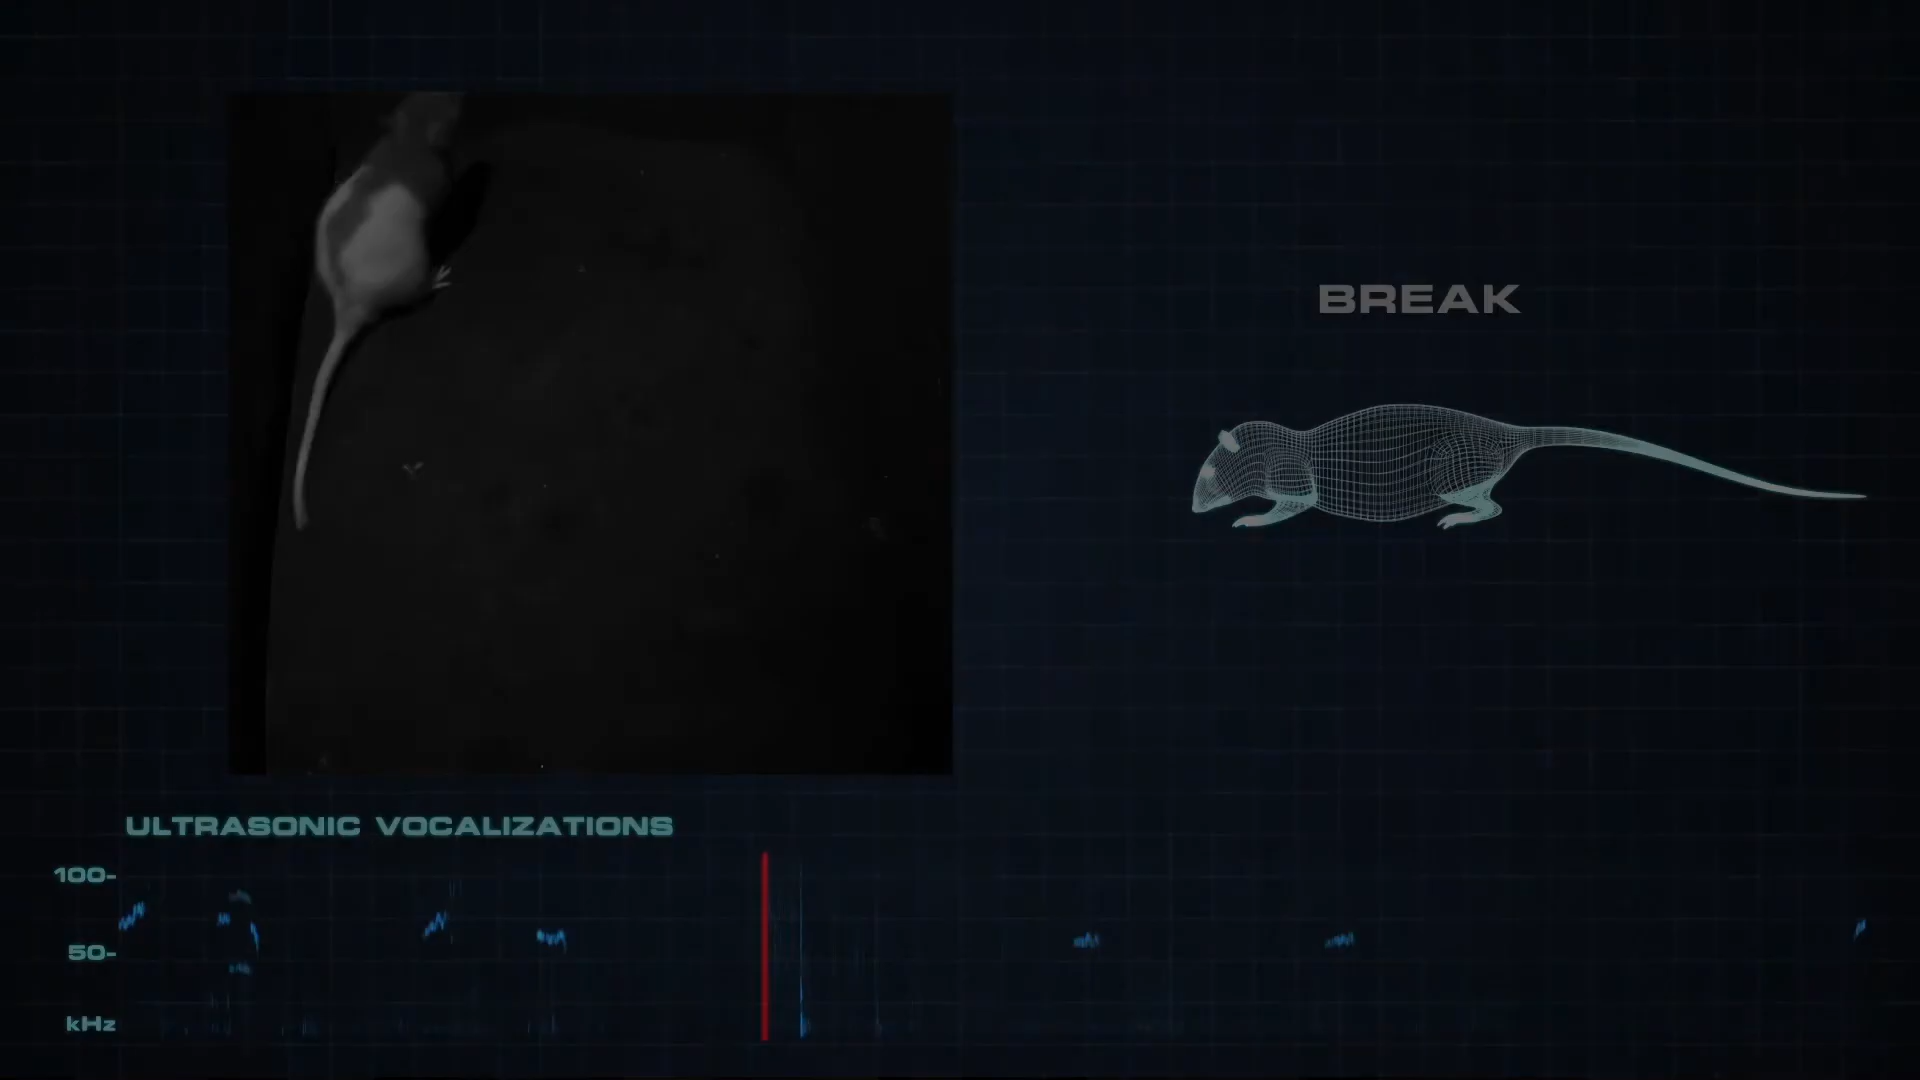 BREAK
ULTRASONIC VOCALIZATIONS
100-
50-
kHz